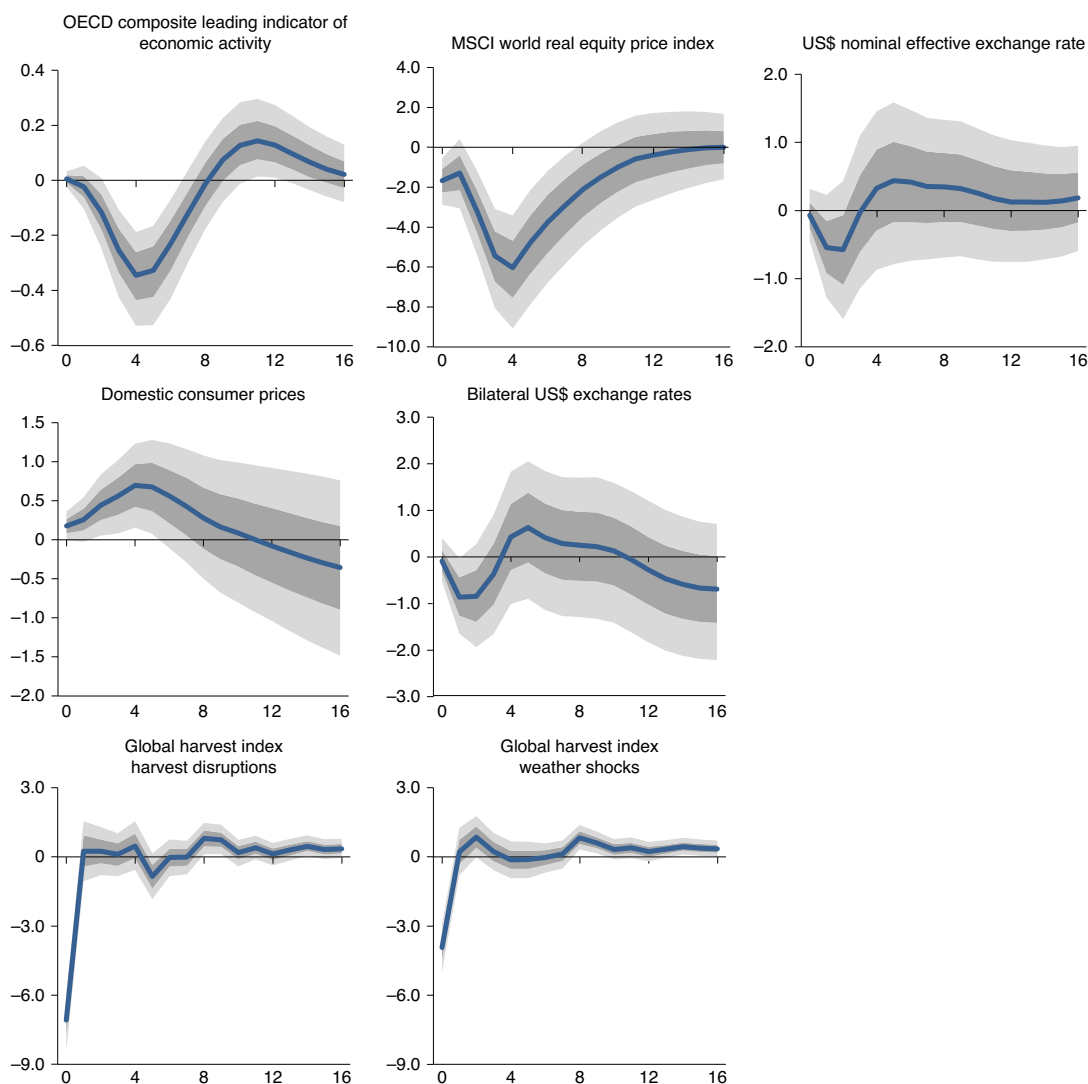 OECD composite leading indicator of
economic activity
0.4
0.2
0
–0.2
–0.4
–0.6
0 4 8 12 16
MSCI world real equity price index
4.0
2.0
0
–2.0
–4.0
–6.0
–8.0
–10.0
0 4 8 12 16
US$ nominal effective exchange rate
2.0
1.0
0
–1.0
–2.0
0 4 8 12 16
Domestic consumer prices
1.5
1.0
0.5
0
–0.5
–1.0
–1.5
–2.0
0 4 8 12 16
Bilateral US$ exchange rates
3.0
2.0
1.0
0
–1.0
–2.0
–3.0
0 4 8 12 16
Global harvest index
harvest disruptions
3.0
0
–3.0
–6.0
–9.0
0 4 8 12 16
Global harvest index
weather shocks
3.0
0
–3.0
–6.0
–9.0
0 4 8 12 16